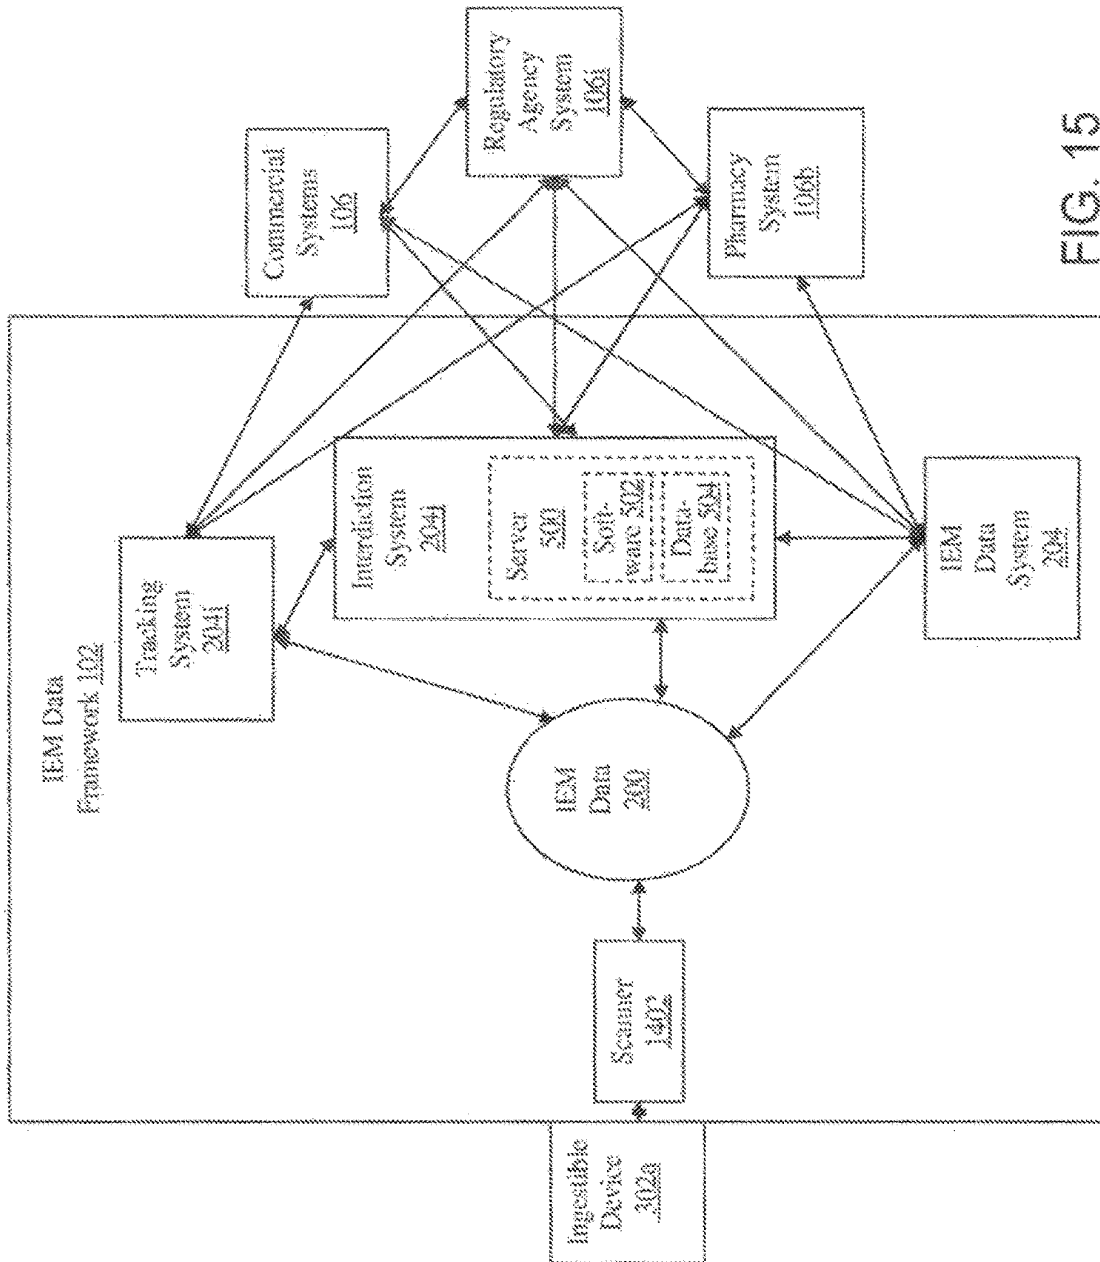 IEM Data
Framework 102
Ingestible
Device
302a
Scanner
1402
IEM
Data
200
Tracking
System
204i
Interdiction
System
204j
Server
500
Soft-
ware 502
Data-
base 504
IEM
Data
System
204
Commercial
Systems
106
Regulatory
Agency
System
106i
Pharmacy
System
106b
FIG. 15